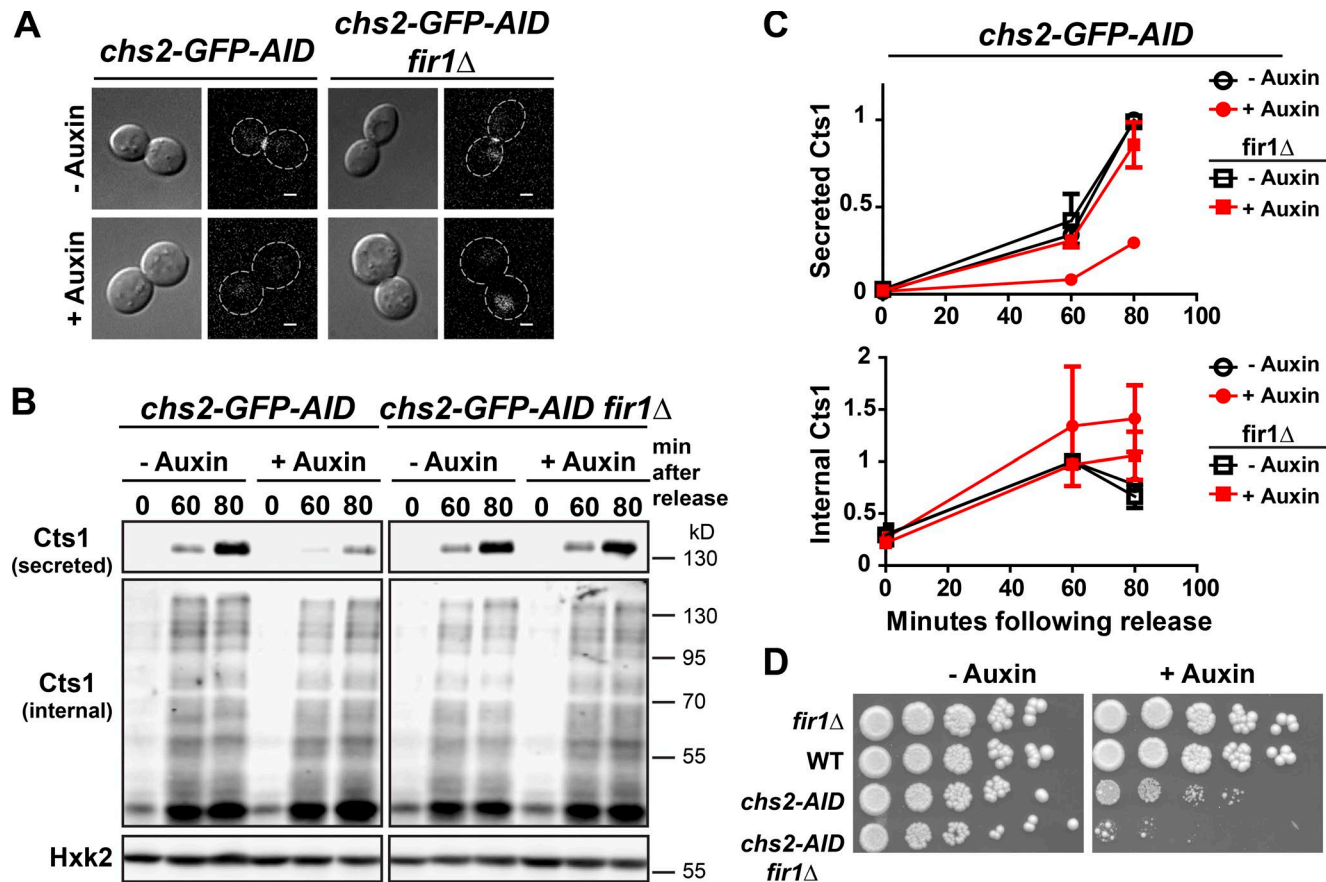 A
chs2-GFP-AID
chs2-GFP-AID
fir1Δ
- Auxin
+ Auxin
B
chs2-GFP-AID
chs2-GFP-AID fir1Δ
- Auxin
+ Auxin
- Auxin
+ Auxin
min
after
release
0 60 80 0 60 80 0 60 80 0 60 80
kD
Cts1
(secreted)
130
Cts1
(internal)
130
95
70
55
Hxk2
55
C
chs2-GFP-AID
Secreted Cts1
1
0.5
0
0 20 40 60 80 100
- Auxin
+ Auxin
fir1Δ
- Auxin
+ Auxin
Internal Cts1
2
1.5
1
0.5
0
0 20 40 60 80 100
Minutes following release
- Auxin
+ Auxin
fir1Δ
- Auxin
+ Auxin
D
- Auxin
+ Auxin
fir1Δ
WT
chs2-AID
chs2-AID
fir1Δ